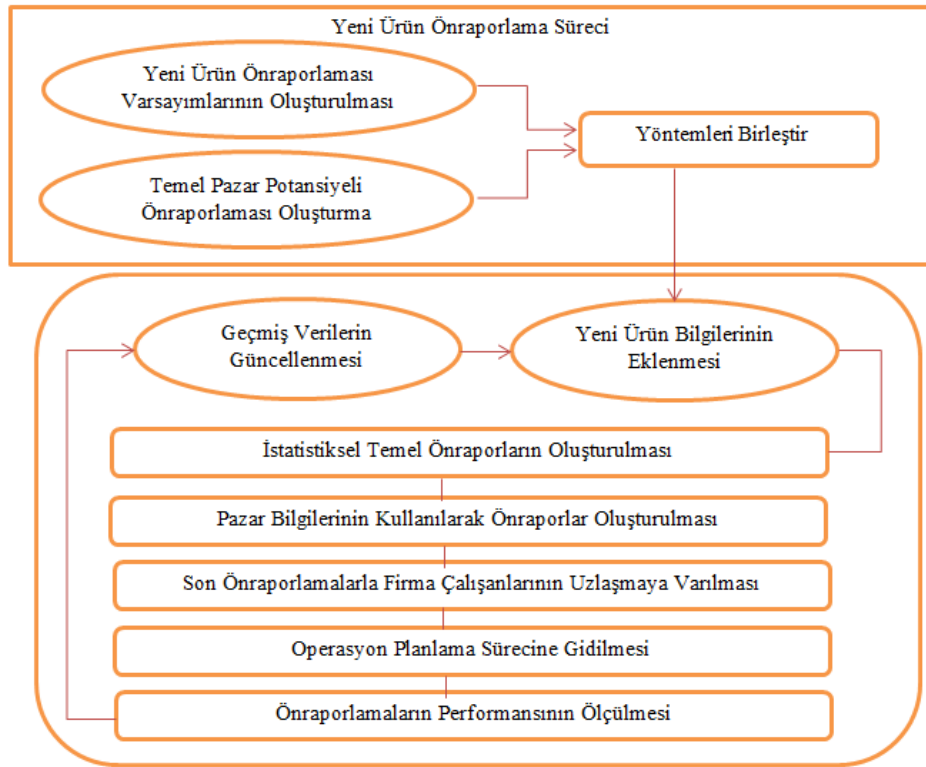 Yeni Ürün Önraporlama Süreci
Yeni Ürün Önraporlaması
Varsayımlarının Oluşturulması
Yöntemleri Birleştir
Temel Pazar Potansiyeli
Önraporlaması Oluşturma
Geçmiş Verilerin
Güncellenmesi
Yeni Ürün Bilgilerinin
Eklenmesi
İstatistiksel Temel Önraporların Oluşturulması
Pazar Bilgilerinin Kullanılarak Önraporlar Oluşturulması
Son Önraporlamalarla Firma Çalışanlarının Uzlaşmaya Varılması
Operasyon Planlama Sürecine Gidilmesi
Önraporlamaların Performansının Ölçülmesi